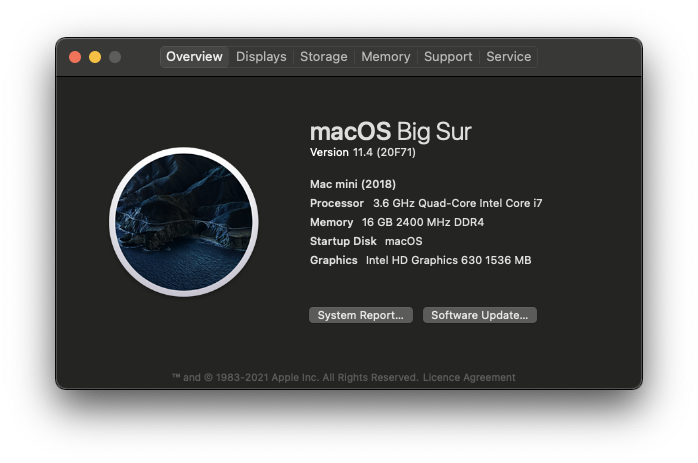 Overview Displays Storage Memory Support Service
macOS Big Sur
Version 11.4 (20F71)
Mac mini (2018)
Processor 3.6 GHz Quad-Core Intel Core i7
Memory 16 GB 2400 MHz DDR4
Startup Disk macOS
Graphics Intel HD Graphics 630 1536 MB
System Report... Software Update...
™ and © 1983-2021 Apple Inc. All Rights Reserved. Licence Agreement